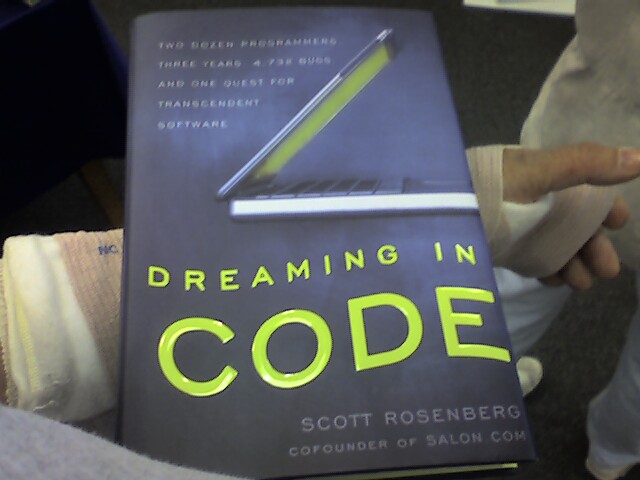 TWO DOZEN PROGRAMMERS,
THREE YEARS, 4,732 BUGS,
AND ONE QUEST FOR
TRANSCENDENT
SOFTWARE
DREAMING IN
CODE
SCOTT ROSENBERG
COFOUNDER OF SALON.COM
NC